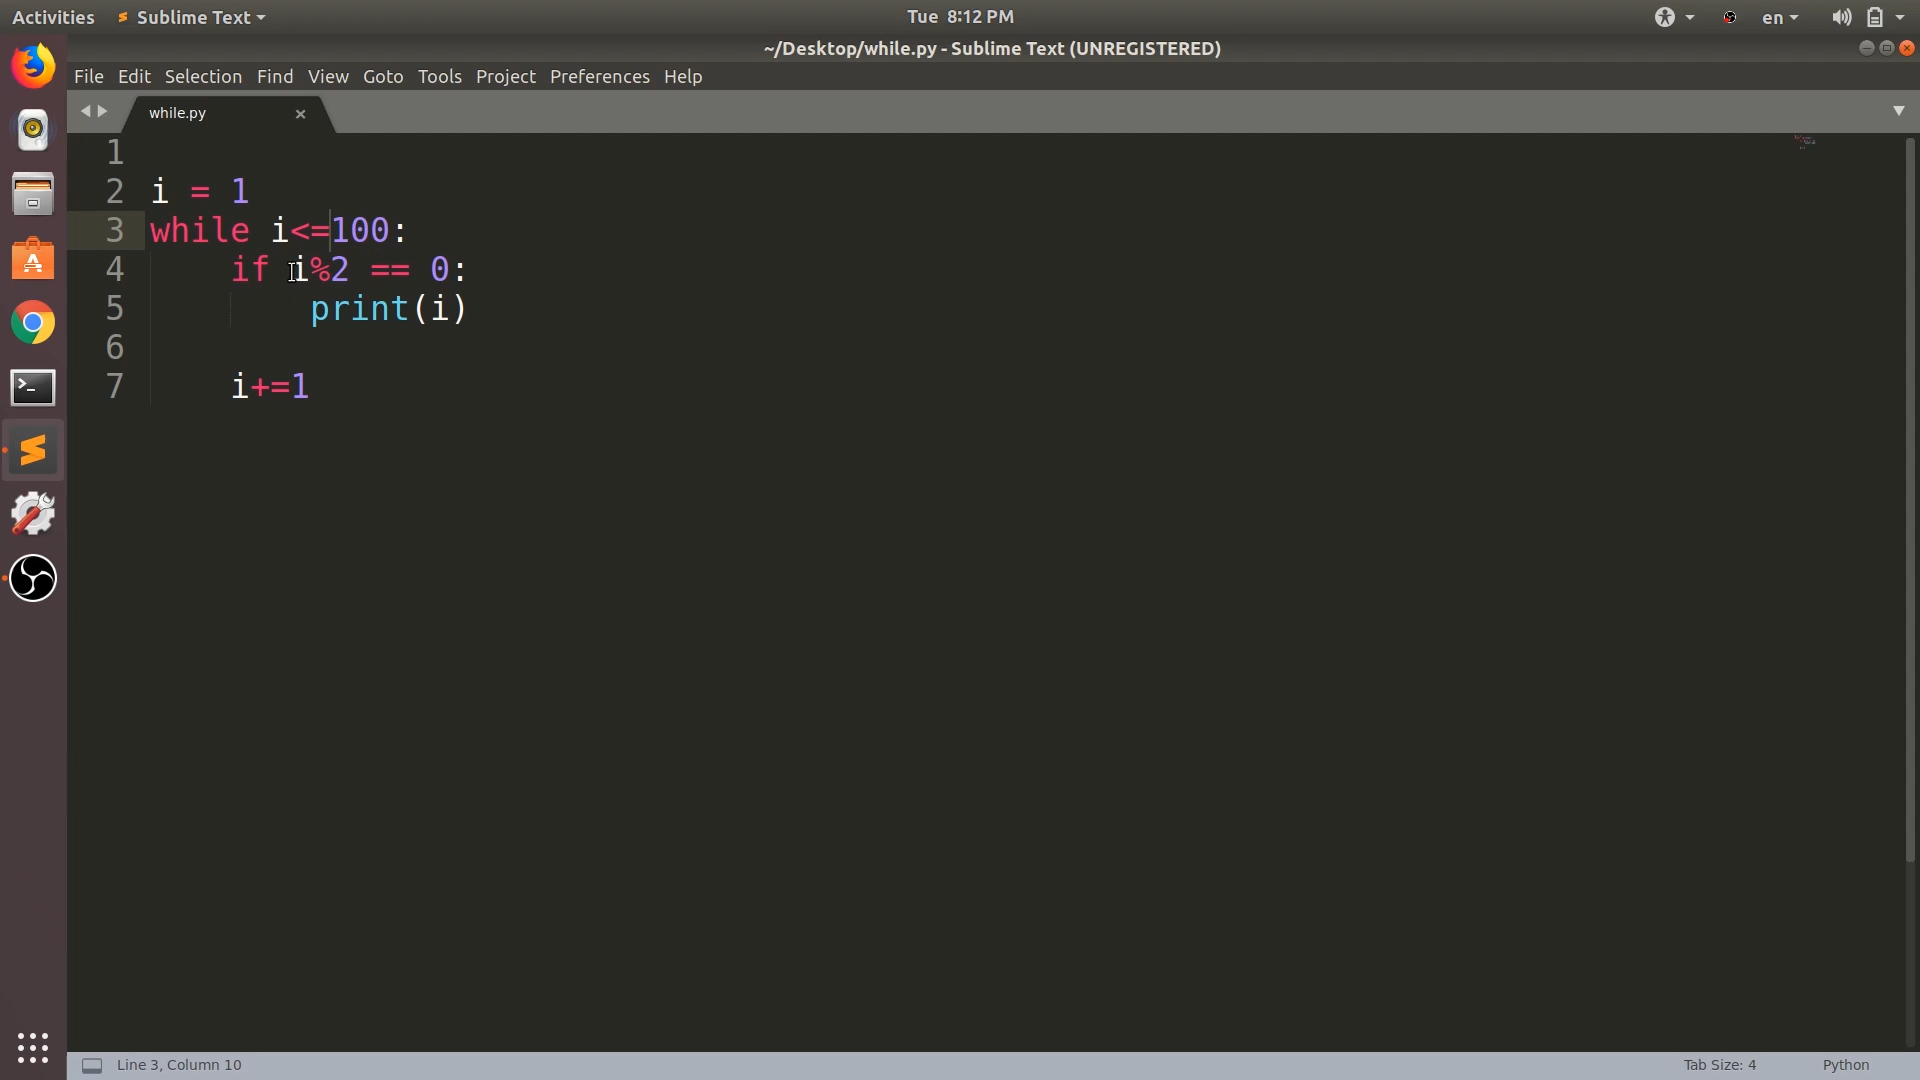 Activities Sublime Text Tue 8:12 PM en
~/Desktop/while.py - Sublime Text (UNREGISTERED)
File Edit Selection Find View Goto Tools Project Preferences Help
while.py
1
2 i = 1
3 while i<=100:
4     if i%2 == 0:
5         print(i)
6
7     i+=1
Line 3, Column 10 Tab Size: 4 Python